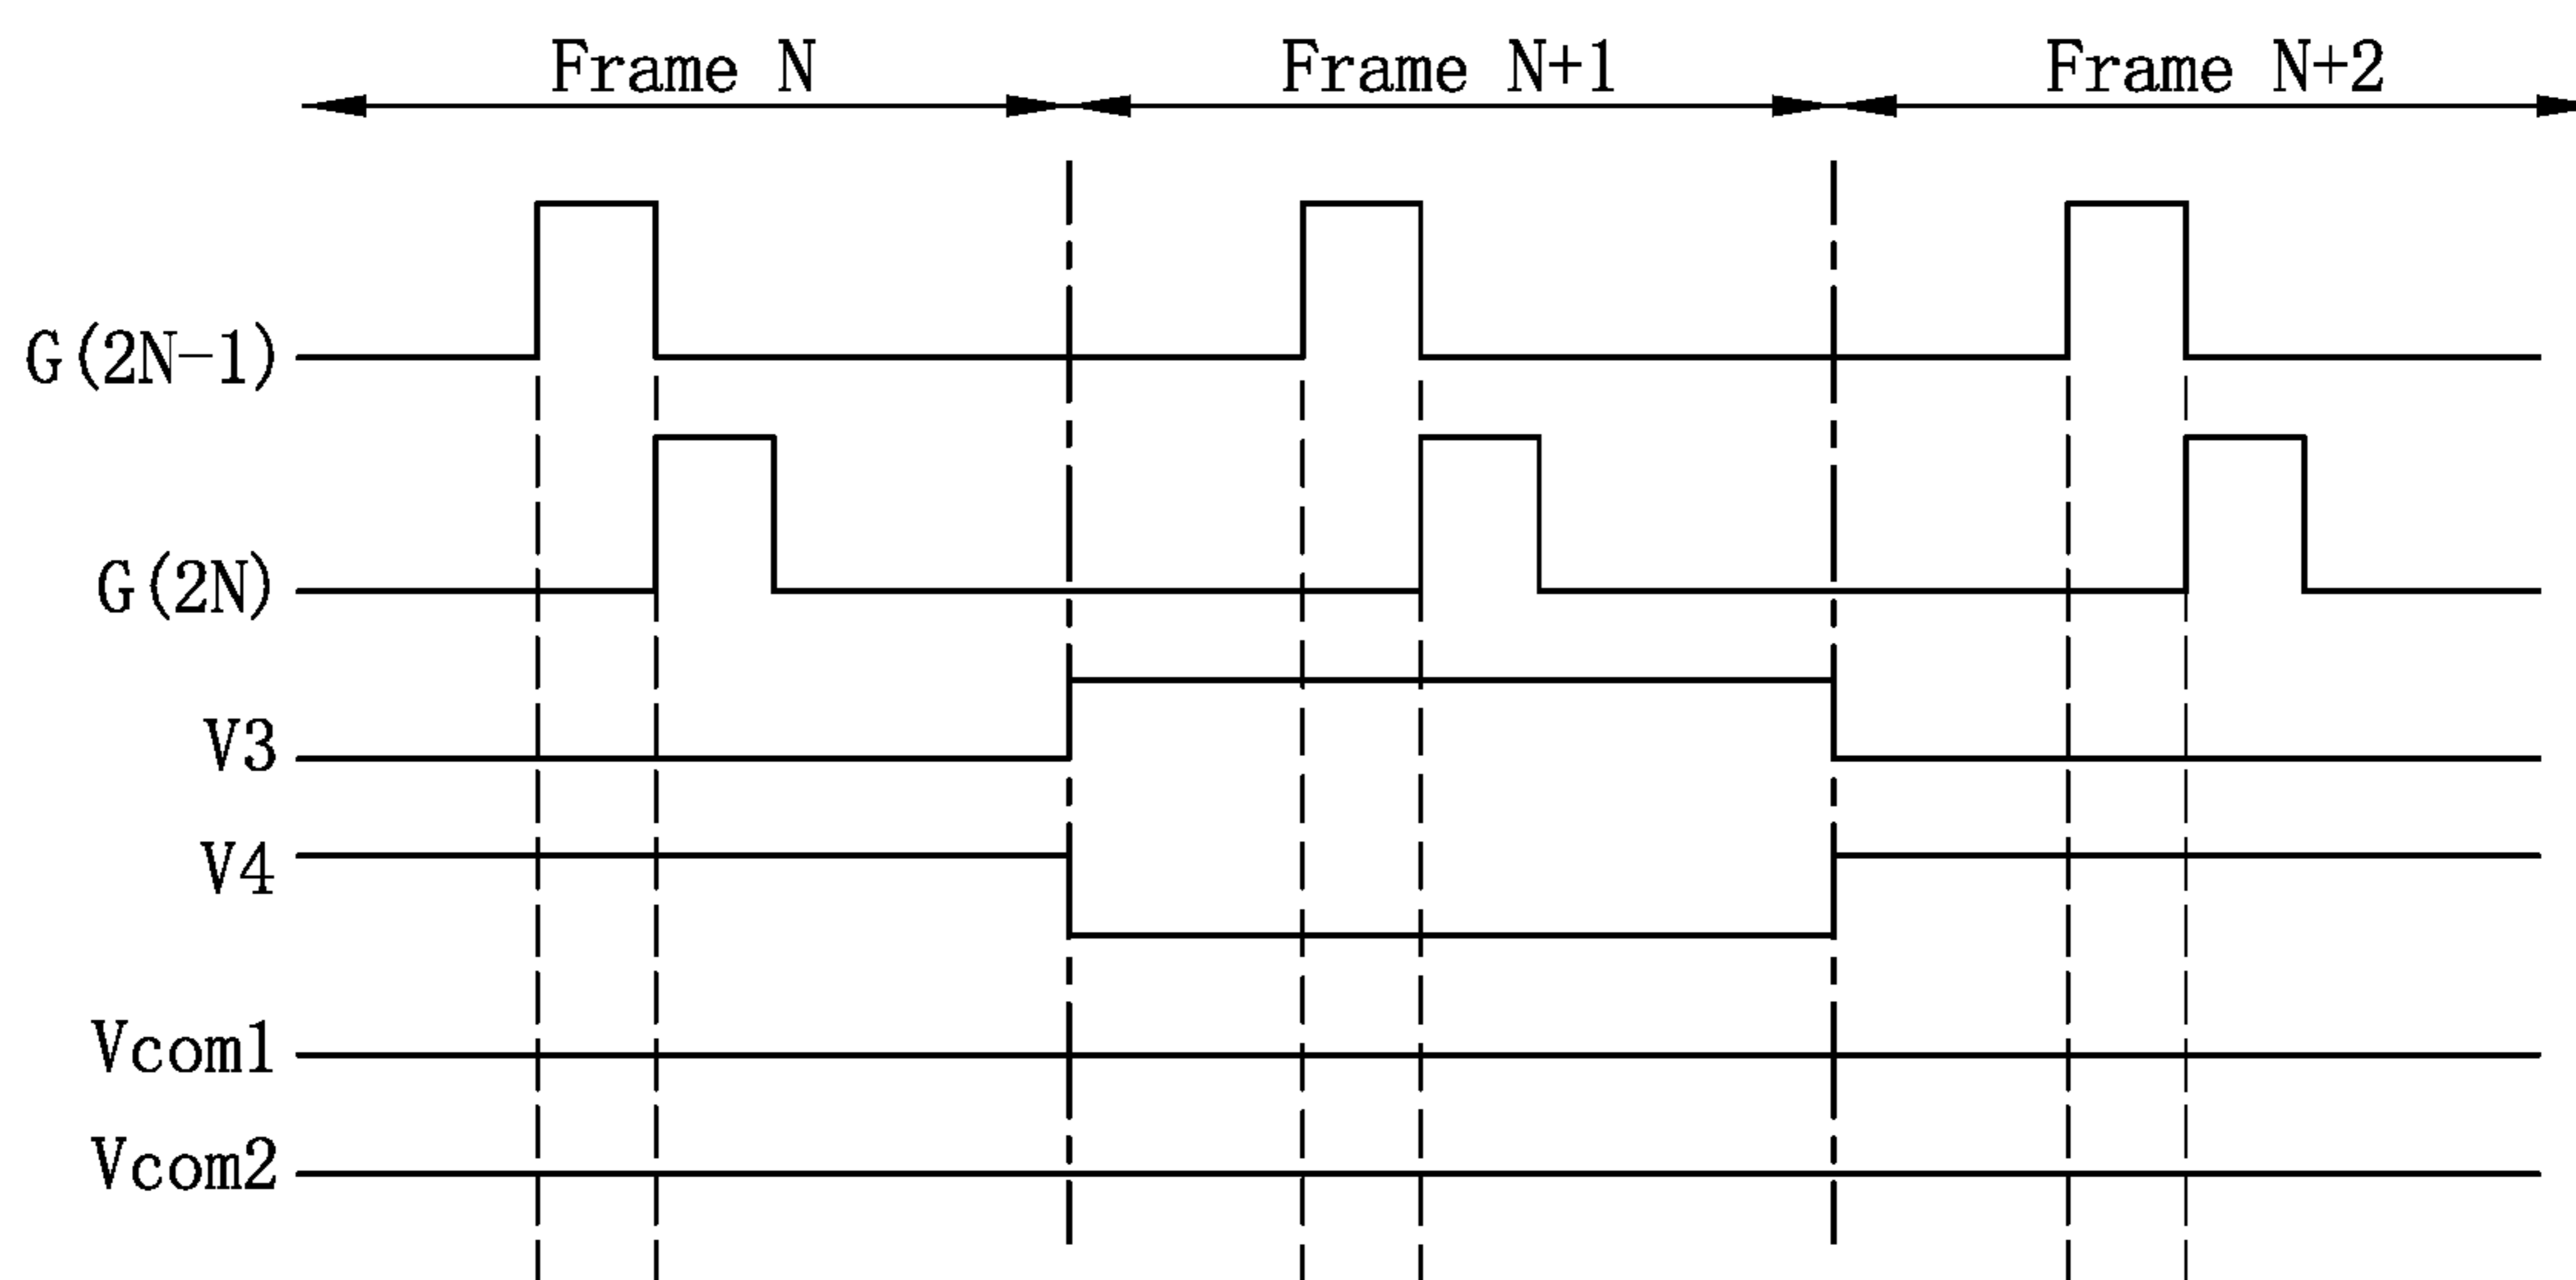 Frame N Frame N+1 Frame N+2
G(2N-1)
G(2N)
V3
V4
Vcom1
Vcom2